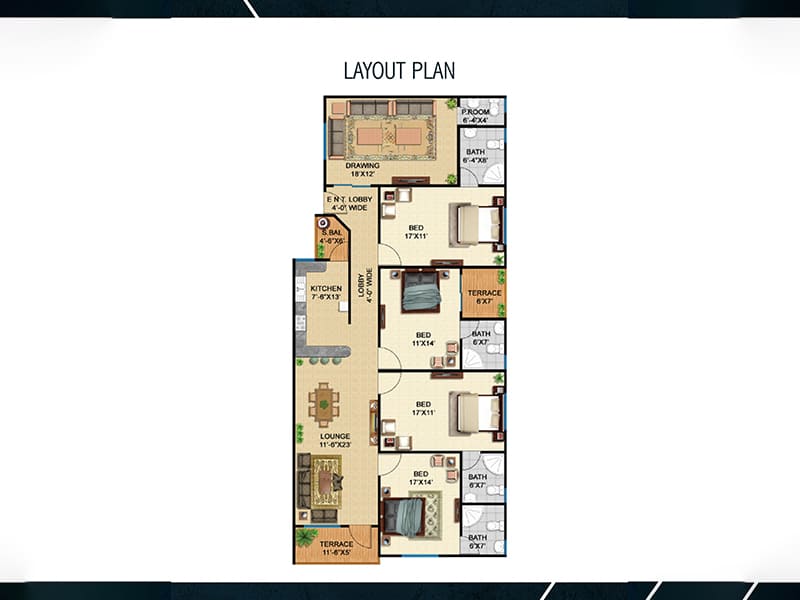 LAYOUT PLAN
P.ROOM
6'-4"X4'
BATH
6'-4"X8'
DRAWING
18'X12'
E N T. LOBBY
4'-0" WIDE
BED
17'X11'
S.BAL
4'-6"X6'
LOBBY
4'-0" WIDE
KITCHEN
7'-6"X13'
TERRACE
6'X7'
BED
11'X14'
BATH
6'X7'
BED
17'X11'
LOUNGE
11'-6"X23'
BED
17'X14'
BATH
6'X7'
BATH
6'X7'
TERRACE
11'-6"X5'